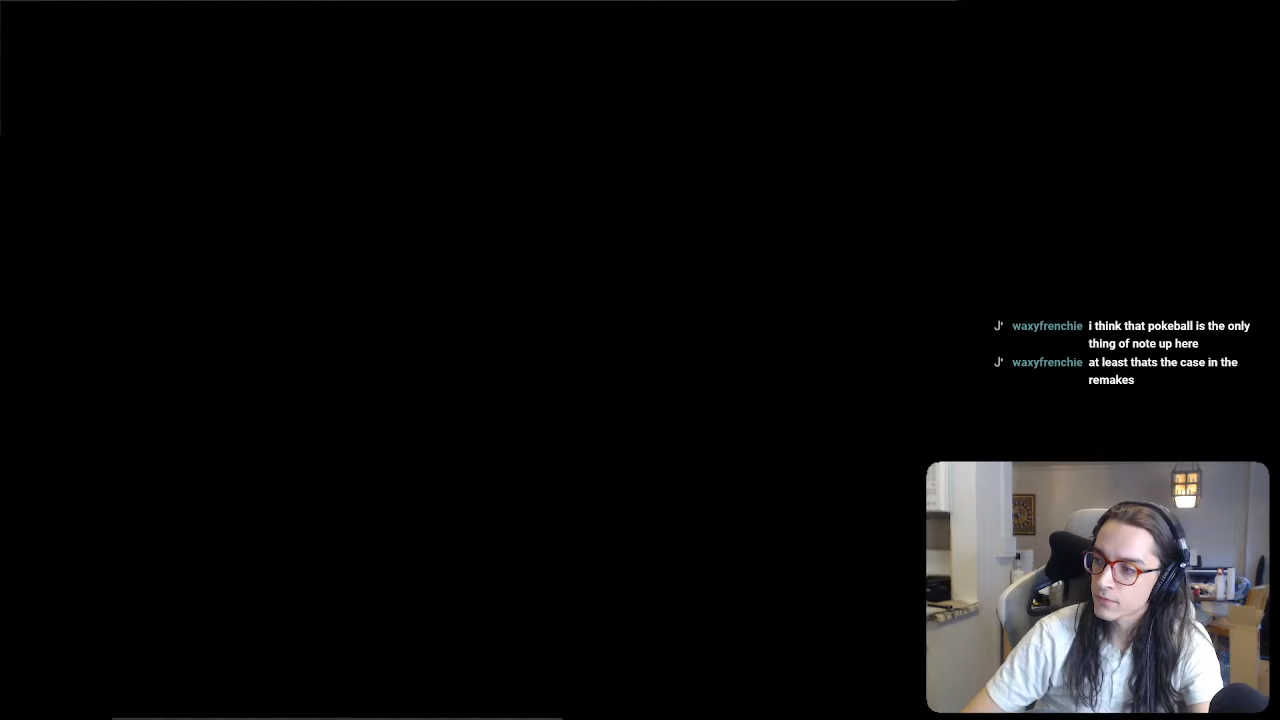 waxyfrenchie i think that pokeball is the only
thing of note up here
waxyfrenchie at least thats the case in the
remakes